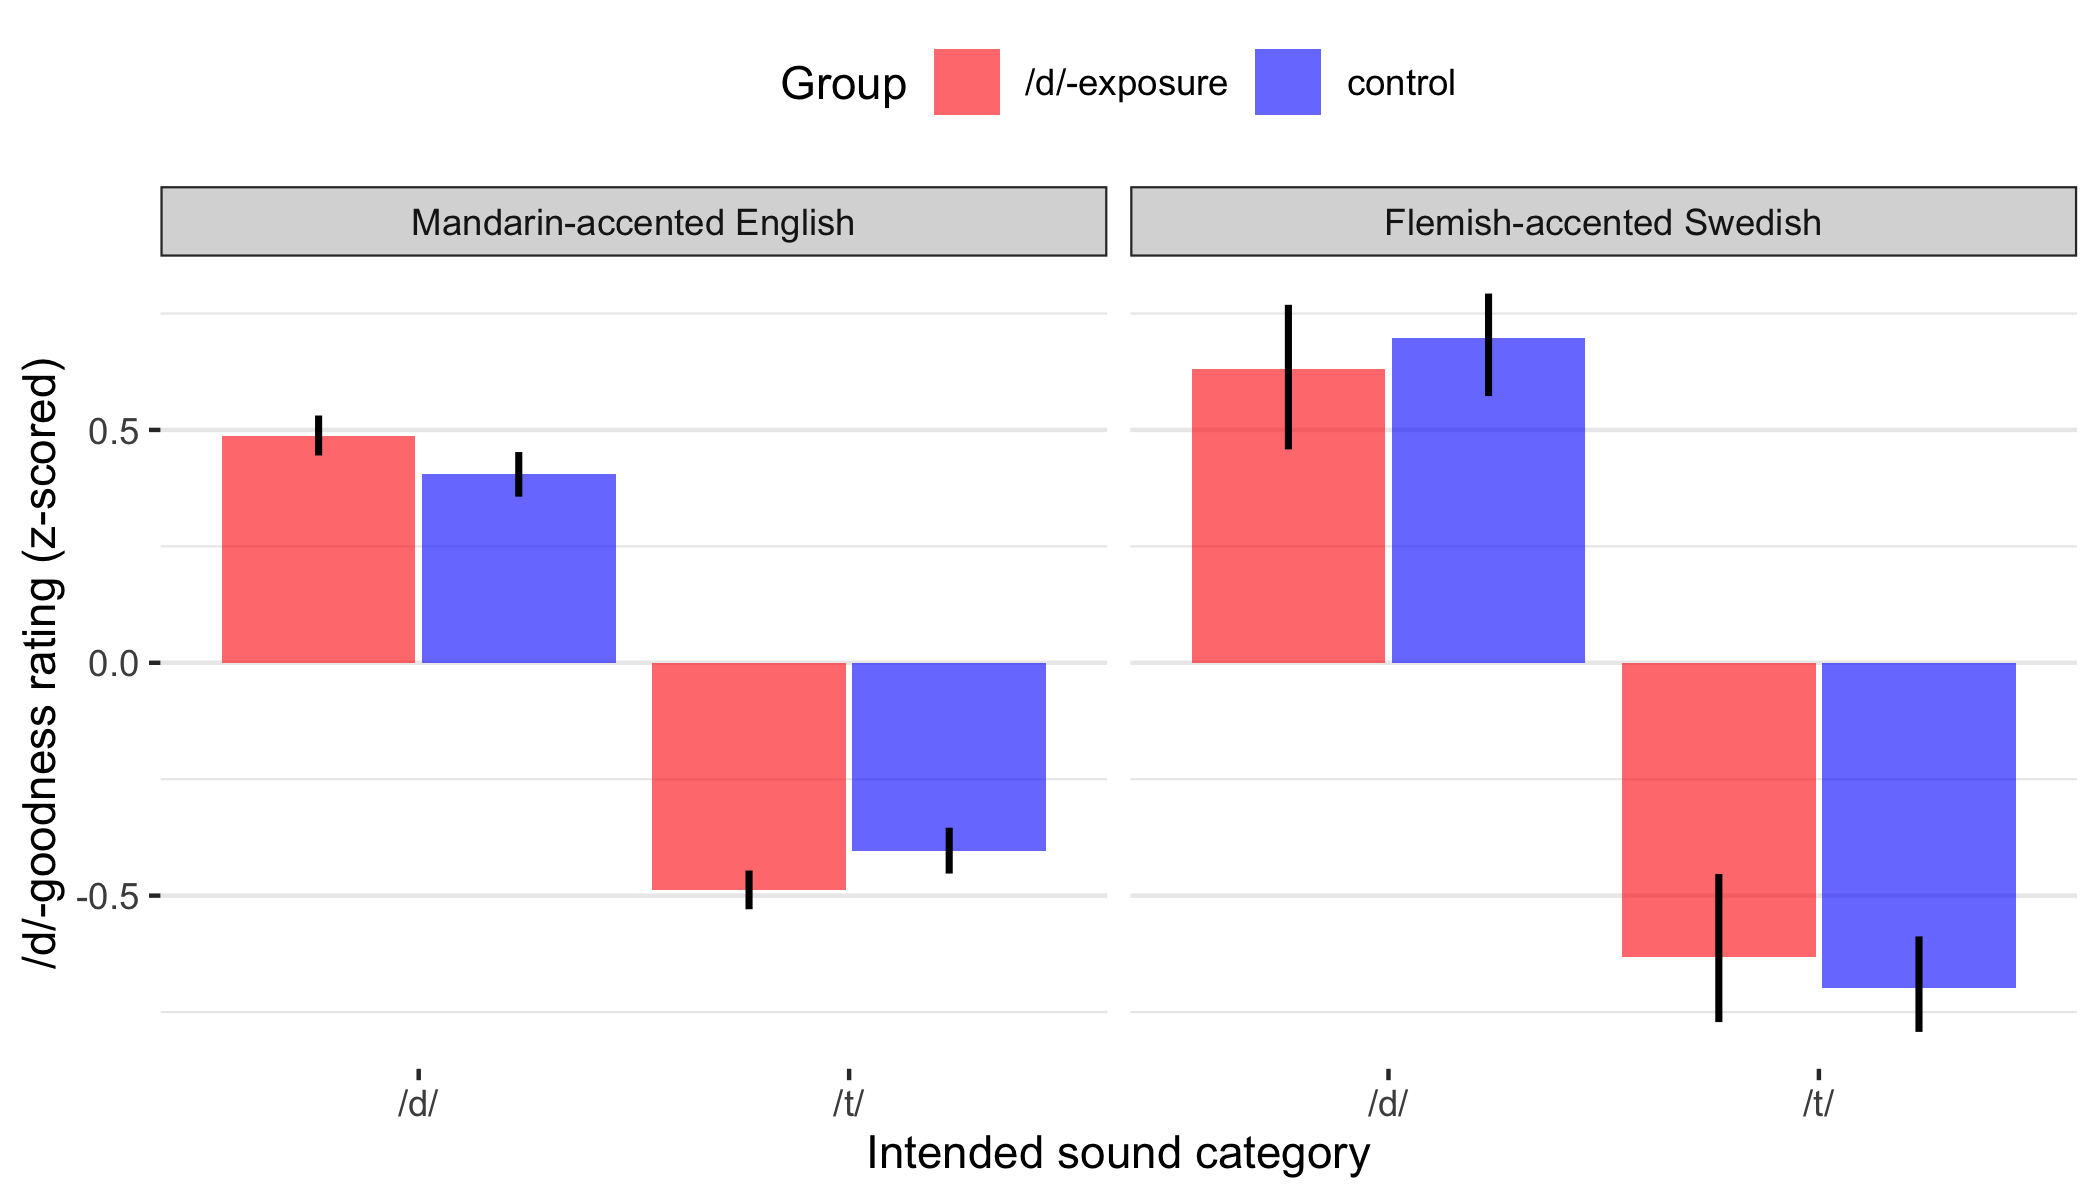 Group /d/-exposure control
Mandarin-accented English
Flemish-accented Swedish
/d/-goodness rating (z-scored)
0.5
0.0
-0.5
/d/ /t/ /d/ /t/
Intended sound category